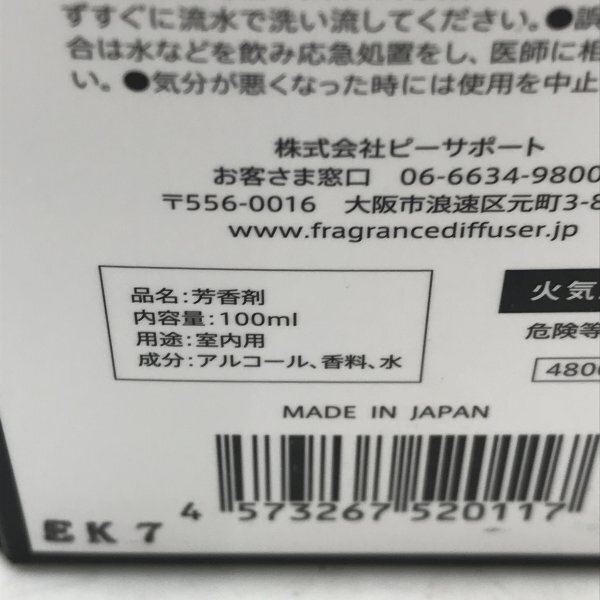 ずすぐに流水で洗い流してください。●誤
合は水などを飲み応急処置をし、医師に相
い。●気分が悪くなった時には使用を中止
株式会社ピーサポート
お客さま窓口 06-6634-9800
〒556-0016 大阪市浪速区元町3-8
www.fragrancediffuser.jp
品名：芳香剤
内容量：100ml
用途：室内用
成分：アルコール、香料、水
火気
危険等
480
MADE IN JAPAN
4 573267 520117
EK7